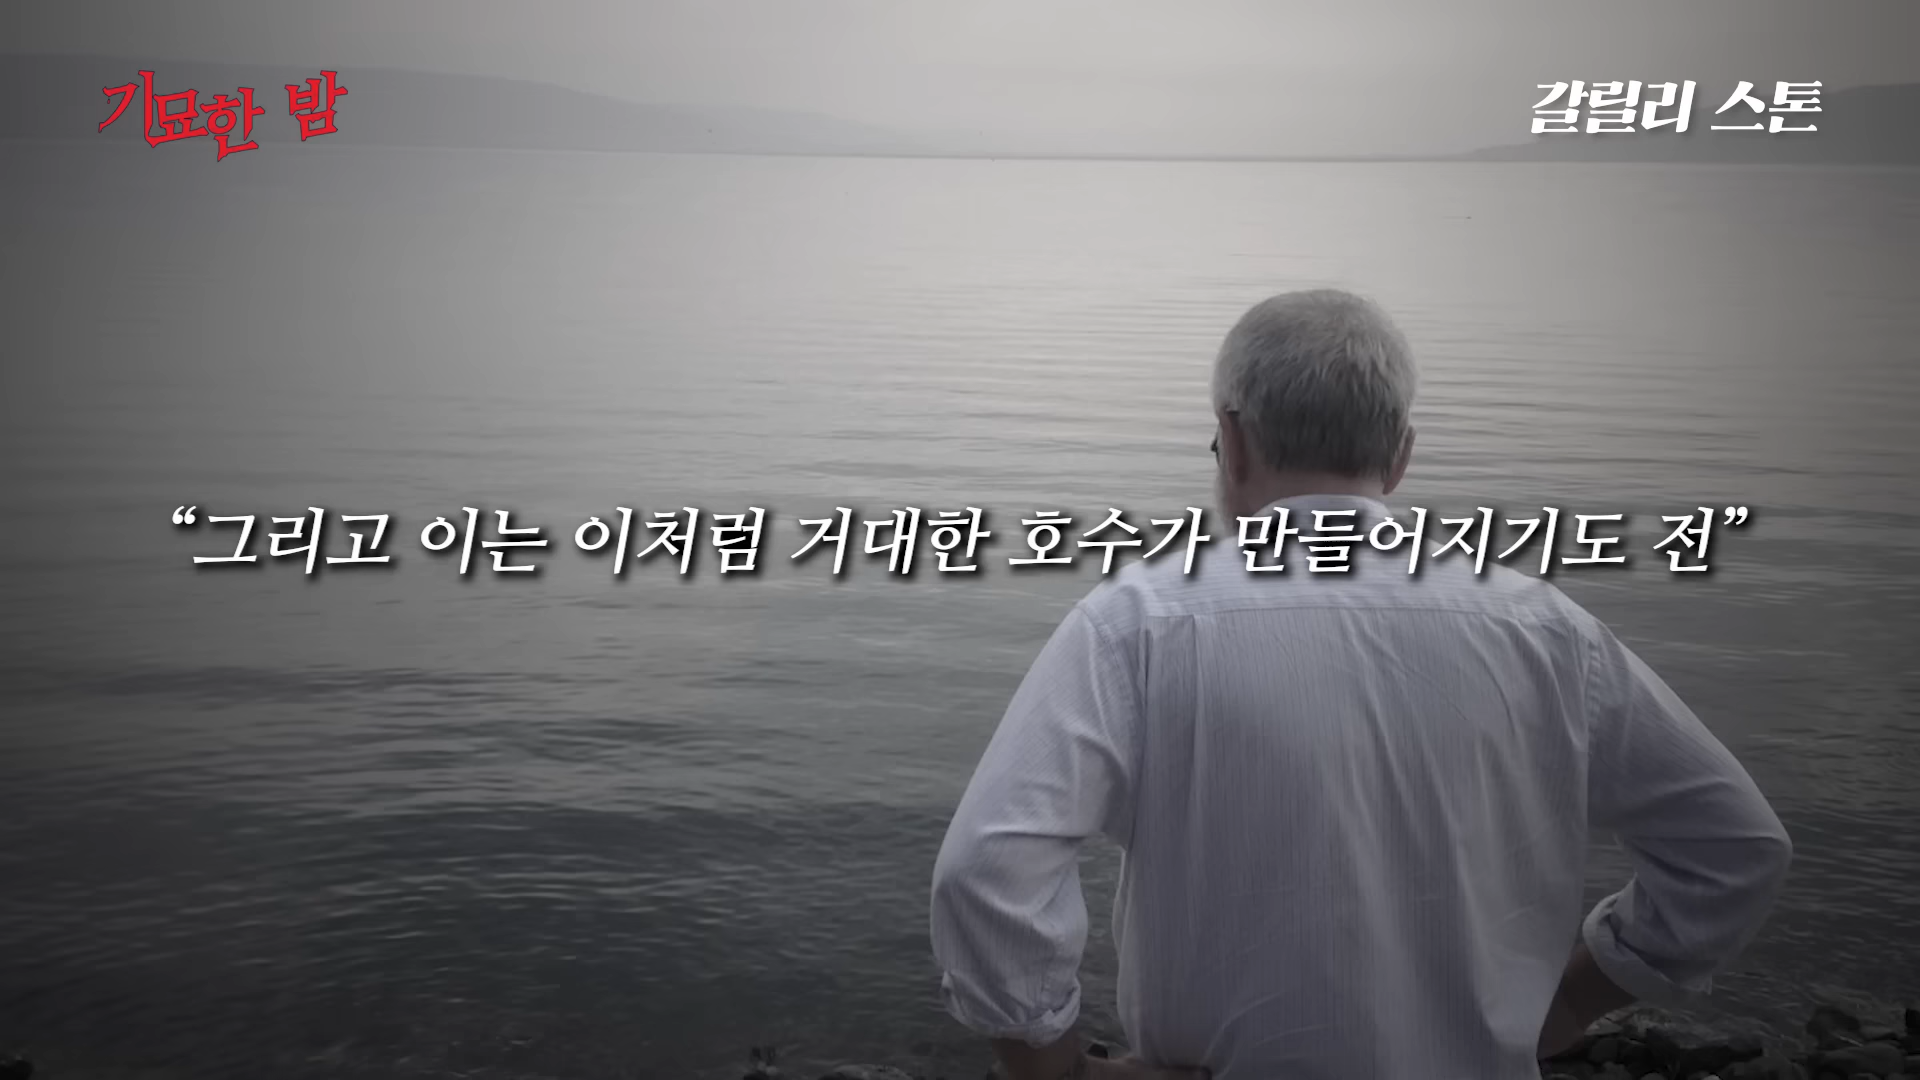 기묘한 밤
갈릴리 스톤
“그리고 이는 이처럼 거대한 호수가 만들어지기도 전”